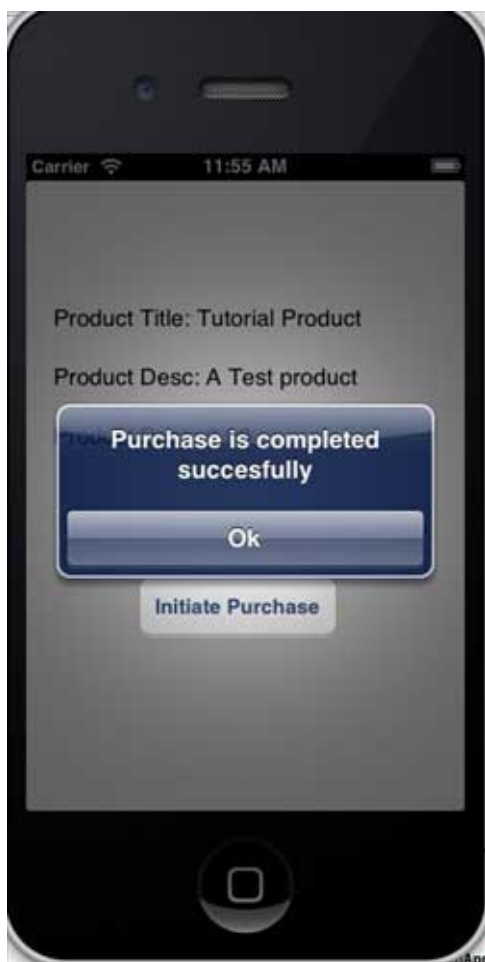 Carrier 11:55 AM
Product Title: Tutorial Product
Product Desc: A Test product
Purchase is completed
succesfully
Ok
Initiate Purchase